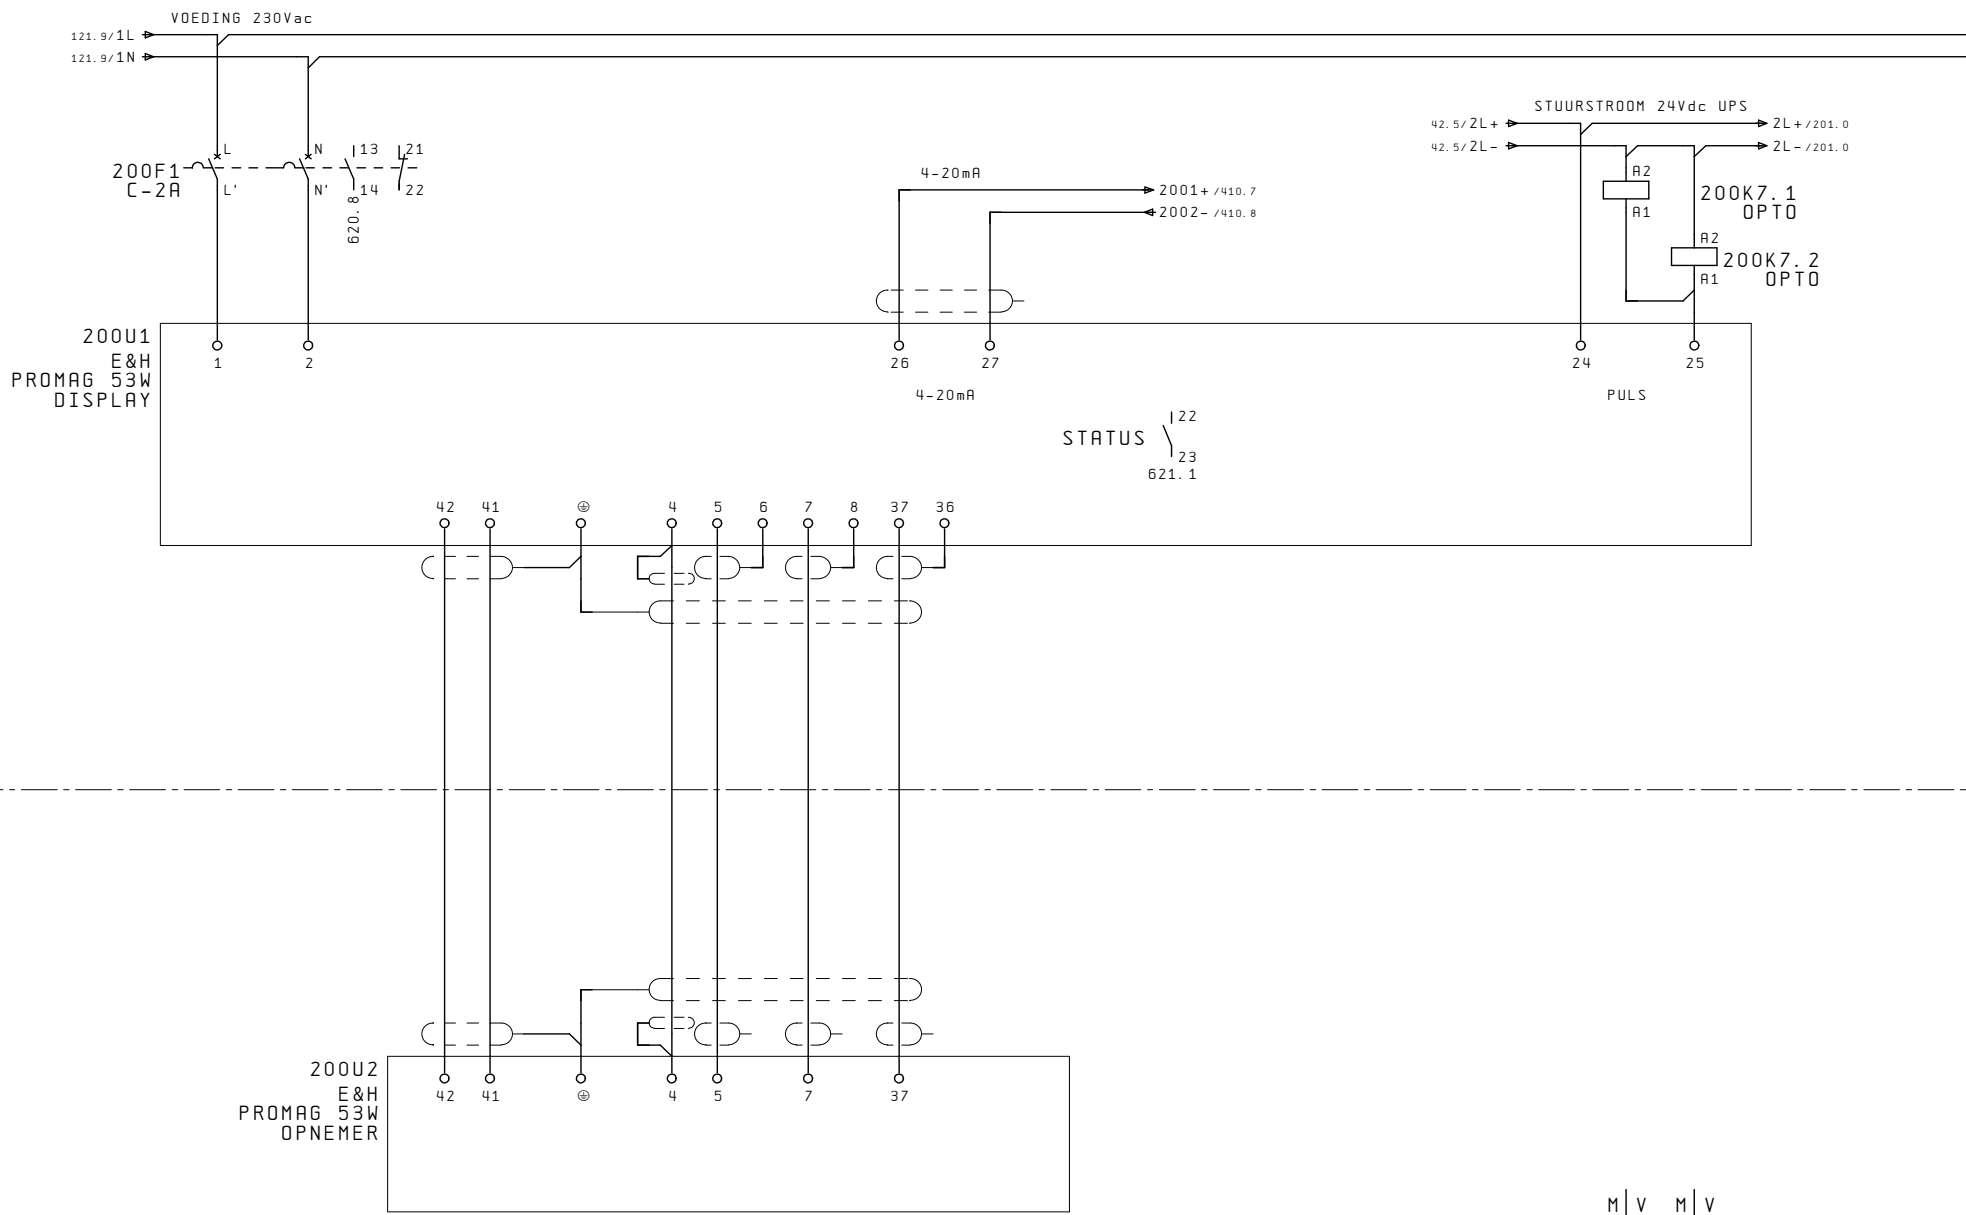 VOEDING 230Vac
121.9/1L
121.9/1N
STUURSTROOM 24Vdc UPS
42.5/2L+ 2L+/201.0
42.5/2L- 2L-/201.0
L N 13 21
200F1
C-2A
L' N' 14 22
620.8
4-20mA
2001+/410.7
2002-/410.8
A2
200K7.1
OPTO
A1
A2
200K7.2
OPTO
A1
200U1
E&H
PROMAG 53W
DISPLAY
1 2 26 27 24 25
4-20mA PULS
22
STATUS
23
621.1
42 41 4 5 6 7 8 37 36
200U2
E&H
PROMAG 53W
OPNEMER
42 41 4 5 7 37
M V M V